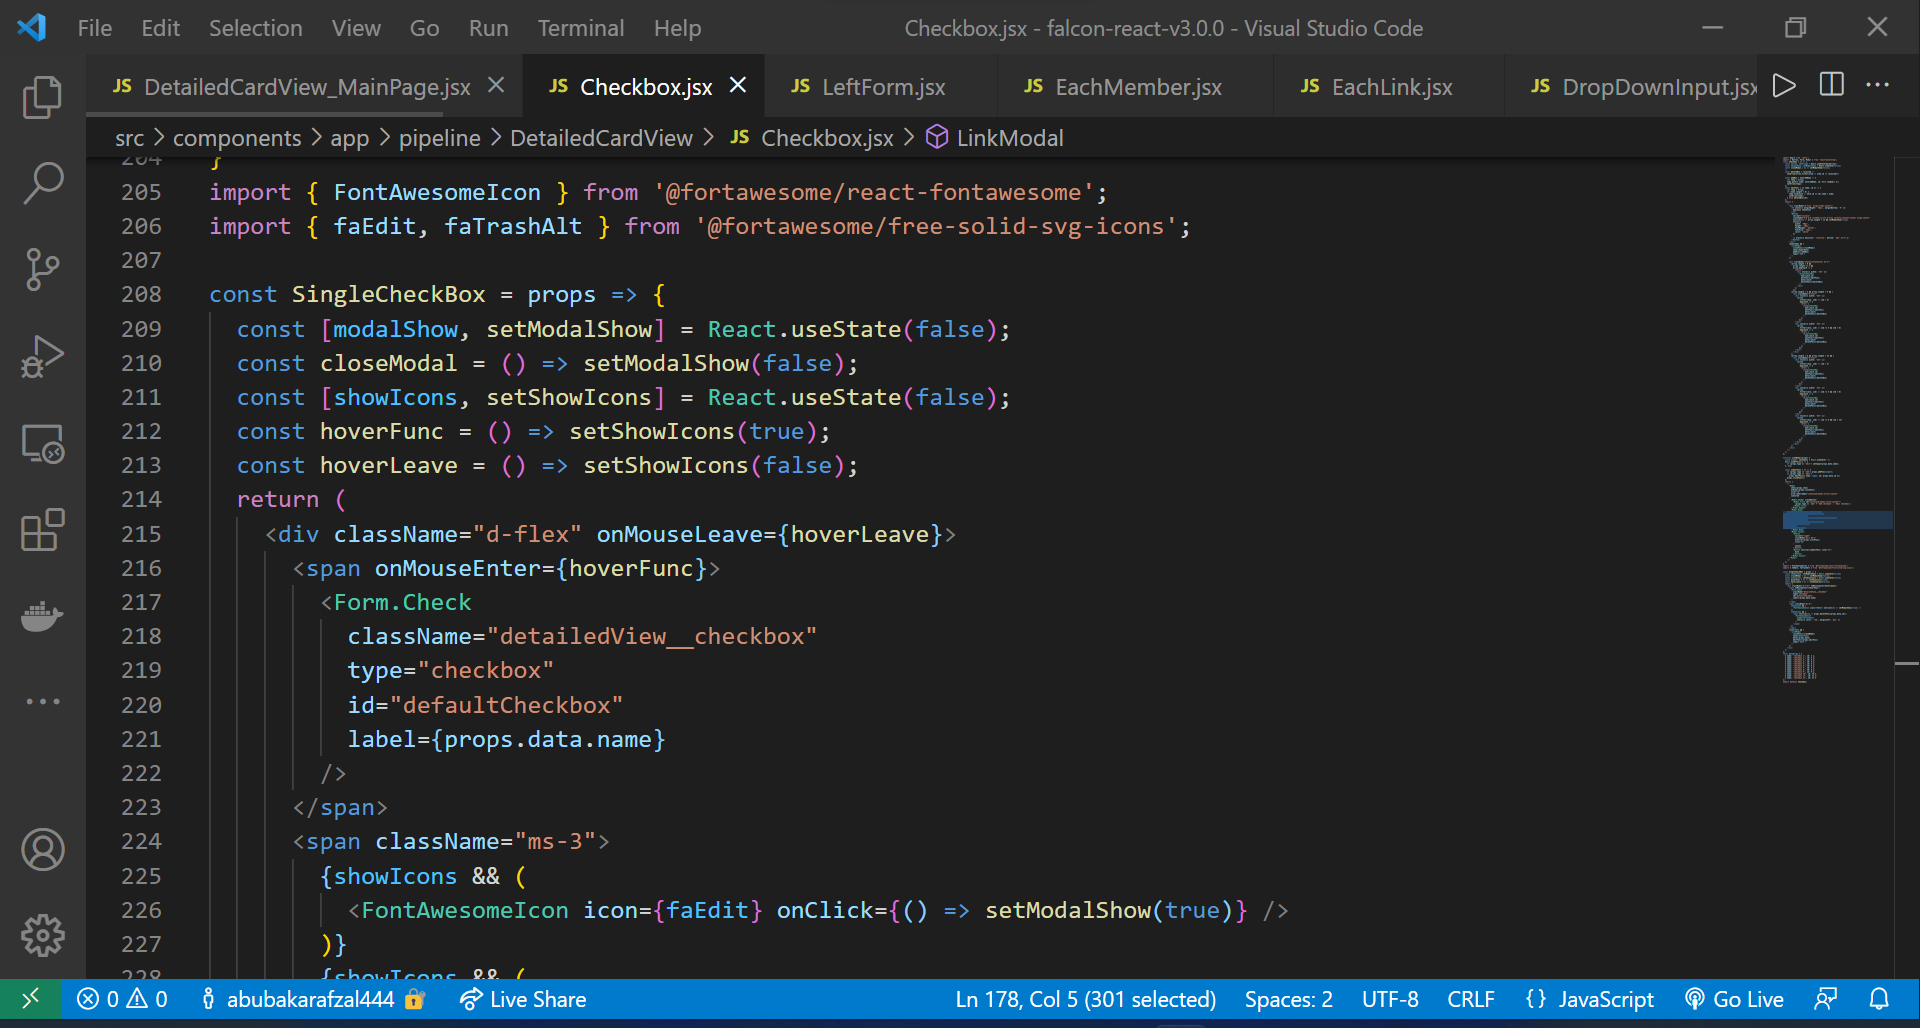 File Edit Selection View Go Run Terminal Help Checkbox.jsx - falcon-react-v3.0.0 - Visual Studio Code
JS DetailedCardView_MainPage.jsx JS Checkbox.jsx JS LeftForm.jsx JS EachMember.jsx JS EachLink.jsx JS DropDownInput.jsx
src > components > app > pipeline > DetailedCardView > JS Checkbox.jsx > LinkModal
204 }
205 import { FontAwesomeIcon } from '@fortawesome/react-fontawesome';
206 import { faEdit, faTrashAlt } from '@fortawesome/free-solid-svg-icons';
207
208 const SingleCheckBox = props => {
209 const [modalShow, setModalShow] = React.useState(false);
210 const closeModal = () => setModalShow(false);
211 const [showIcons, setShowIcons] = React.useState(false);
212 const hoverFunc = () => setShowIcons(true);
213 const hoverLeave = () => setShowIcons(false);
214 return (
215 <div className="d-flex" onMouseLeave={hoverLeave}>
216 <span onMouseEnter={hoverFunc}>
217 <Form.Check
218 className="detailedView__checkbox"
219 type="checkbox"
220 id="defaultCheckbox"
221 label={props.data.name}
222 />
223 </span>
224 <span className="ms-3">
225 {showIcons && (
226 <FontAwesomeIcon icon={faEdit} onClick={() => setModalShow(true)} />
227 )}
228 {showIcons && (
0 0 abubakarafzal444 Live Share Ln 178, Col 5 (301 selected) Spaces: 2 UTF-8 CRLF {} JavaScript Go Live